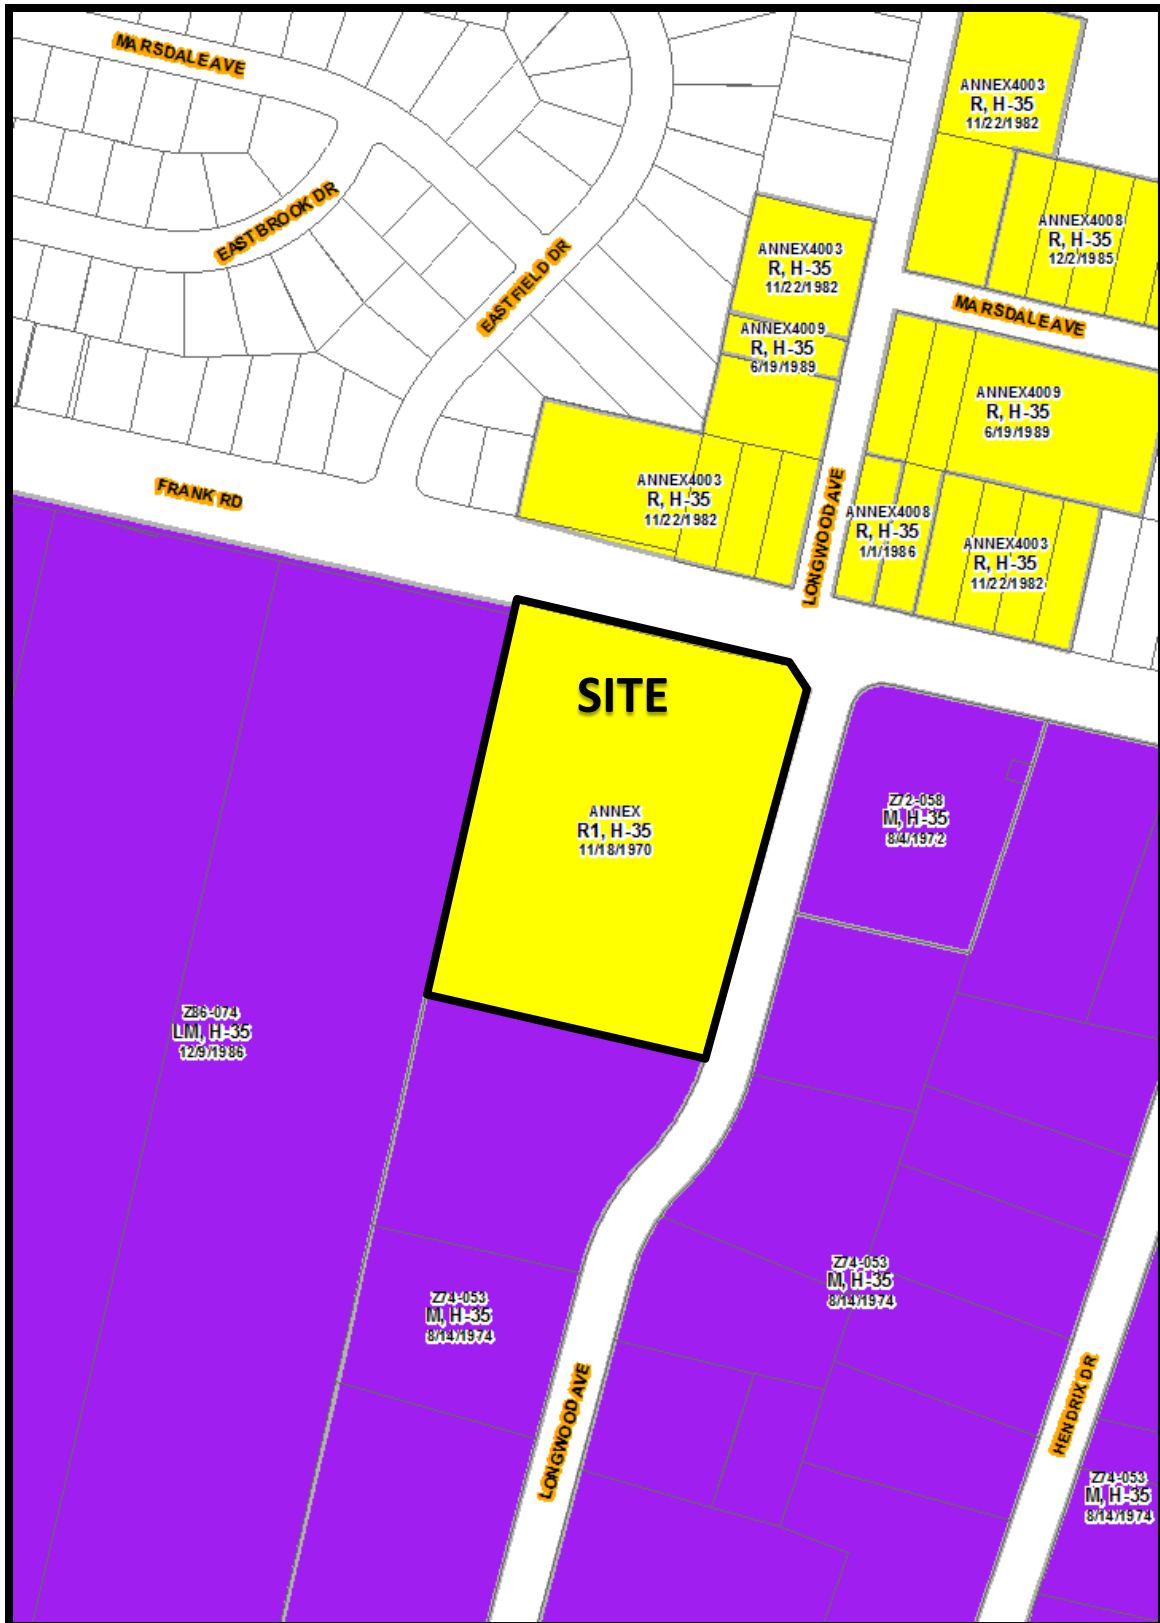 MARSDALE AVE
ANNEX4003
R, H-35
11/22/1982
EASTBROOK DR
ANNEX4008
R, H-35
12/2/1985
ANNEX4003
R, H-35
11/22/1982
EASTFIELD DR
MARSDALE AVE
ANNEX4009
R, H-35
6/19/1989
ANNEX4009
R, H-35
6/19/1989
FRANK RD
ANNEX4003
R, H-35
11/22/1982
LONGWOOD AVE
ANNEX4008
R, H-35
1/1/1986
ANNEX4003
R, H-35
11/22/1982
SITE
ANNEX
R1, H-35
11/18/1970
Z72-058
M, H-35
8/4/1972
Z86-074
LM, H-35
12/9/1986
Z74-053
M, H-35
8/14/1974
Z74-053
M, H-35
8/14/1974
LONGWOOD AVE
HENDRIX DR
Z74-053
M, H-35
8/14/1974